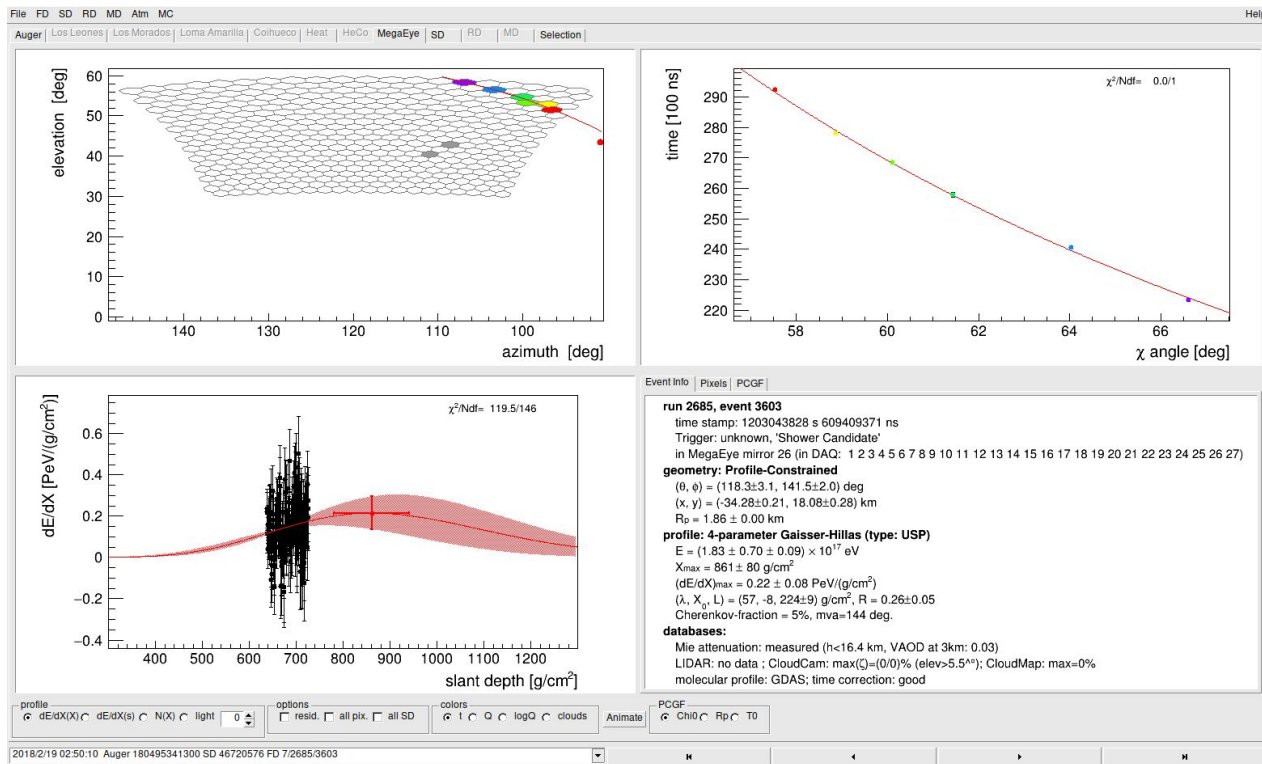 File FD SD RD MD Atm MC Help
Auger Los Leones Los Morados Loma Amarilla Coihueco Heat HeCo MegaEye SD RD MD Selection
elevation [deg]
60
50
40
30
20
10
0
140 130 120 110 100
azimuth [deg]
χ²/Ndf= 0.0/1
time [100 ns]
290
280
270
260
250
240
230
220
58 60 62 64 66
χ angle [deg]
χ²/Ndf= 119.5/146
dE/dX [PeV/(g/cm²)]
0.6
0.4
0.2
0
−0.2
−0.4
400 500 600 700 800 900 1000 1100 1200
slant depth [g/cm²]
Event Info Pixels PCGF
run 2685, event 3603
time stamp: 1203043828 s 609409371 ns
Trigger: unknown, 'Shower Candidate'
in MegaEye mirror 26 (in DAQ: 1 2 3 4 5 6 7 8 9 10 11 12 13 14 15 16 17 18 19 20 21 22 23 24 25 26 27)
geometry: Profile-Constrained
(θ, ϕ) = (118.3±3.1, 141.5±2.0) deg
(x, y) = (-34.28±0.21, 18.08±0.28) km
Rp = 1.86 ± 0.00 km
profile: 4-parameter Gaisser-Hillas (type: USP)
E = (1.83 ± 0.70 ± 0.09) × 10¹⁷ eV
Xmax = 861 ± 80 g/cm²
(dE/dX)max = 0.22 ± 0.08 PeV/(g/cm²)
(λ, X₀, L) = (57, -8, 224±9) g/cm², R = 0.26±0.05
Cherenkov-fraction = 5%, mva=144 deg.
databases:
Mie attenuation: measured (h<16.4 km, VAOD at 3km: 0.03)
LIDAR: no data ; CloudCam: max(ζ)=(0/0)% (elev>5.5^°); CloudMap: max=0%
molecular profile: GDAS; time correction: good
profile options colors PCGF
dE/dX(X) dE/dX(s) N(X) light 0 resid. all pix. all SD t Q logQ clouds Animate Chi0 Rp T0
2018/2/19 02:50:10 Auger 180495341300 SD 46720576 FD 7/2685/3603